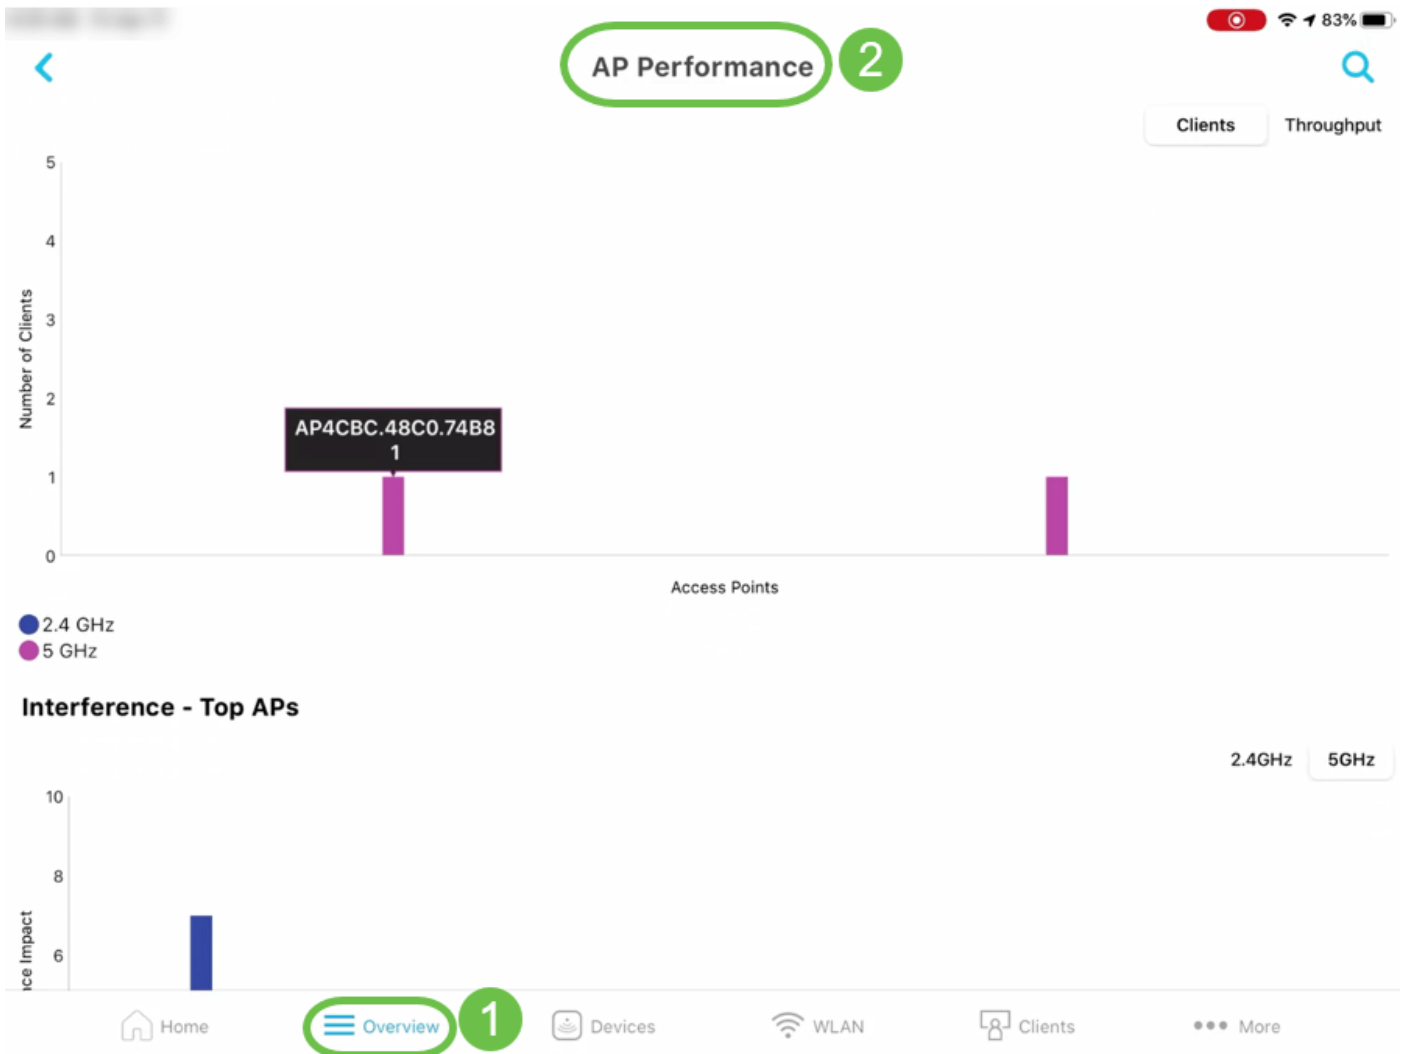 83%
AP Performance 2
Clients Throughput
5
4
3
2
1
0
Number of Clients
AP4CBC.48C0.74B8
1
Access Points
2.4 GHz
5 GHz
Interference - Top APs
2.4GHz 5GHz
10
8
6
ce Impact
Home Overview 1 Devices WLAN Clients More